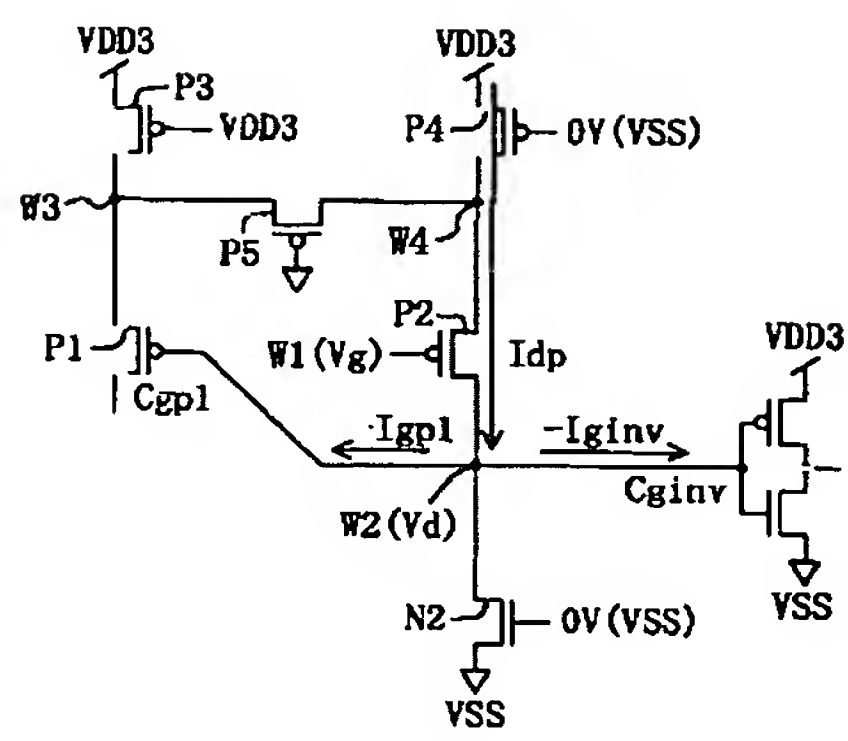 VDD3
VDD3
P3
VDD3
P4
0V(VSS)
W3
P5
W4
P2
P1
W1(Vg)
Idp
VDD3
Cgp1
Igp1
-Iginv
Cginv
W2(Vd)
N2
0V(VSS)
VSS
VSS